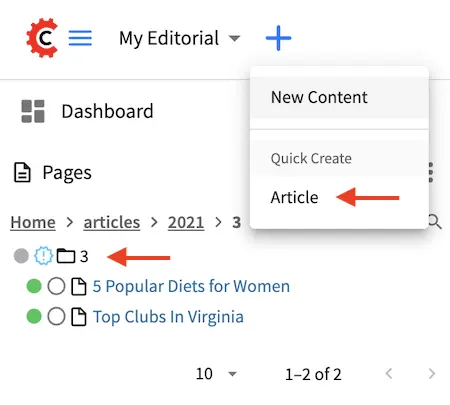 C
My Editorial
New Content
Dashboard
Quick Create
Pages
Article
Home > articles > 2021 > 3
3
5 Popular Diets for Women
Top Clubs In Virginia
10
1–2 of 2